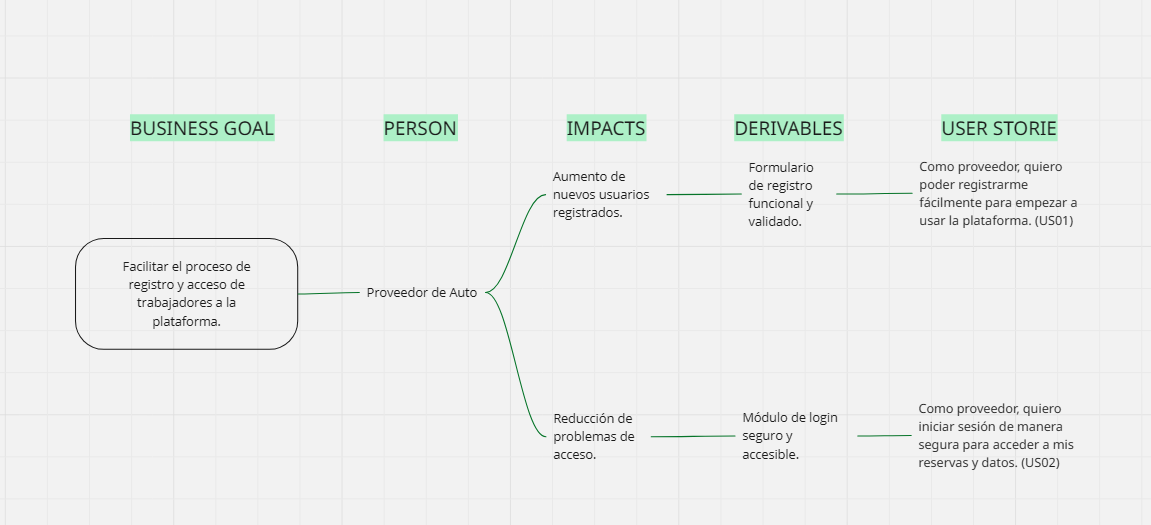 BUSINESS GOAL
PERSON
IMPACTS
DERIVABLES
USER STORIE
Facilitar el proceso de
registro y acceso de
trabajadores a la
plataforma.
Proveedor de Auto
Aumento de
nuevos usuarios
registrados.
Formulario
de registro
funcional y
validado.
Como proveedor, quiero
poder registrarme
fácilmente para empezar a
usar la plataforma. (US01)
Reducción de
problemas de
acceso.
Módulo de login
seguro y
accesible.
Como proveedor, quiero
iniciar sesión de manera
segura para acceder a mis
reservas y datos. (US02)